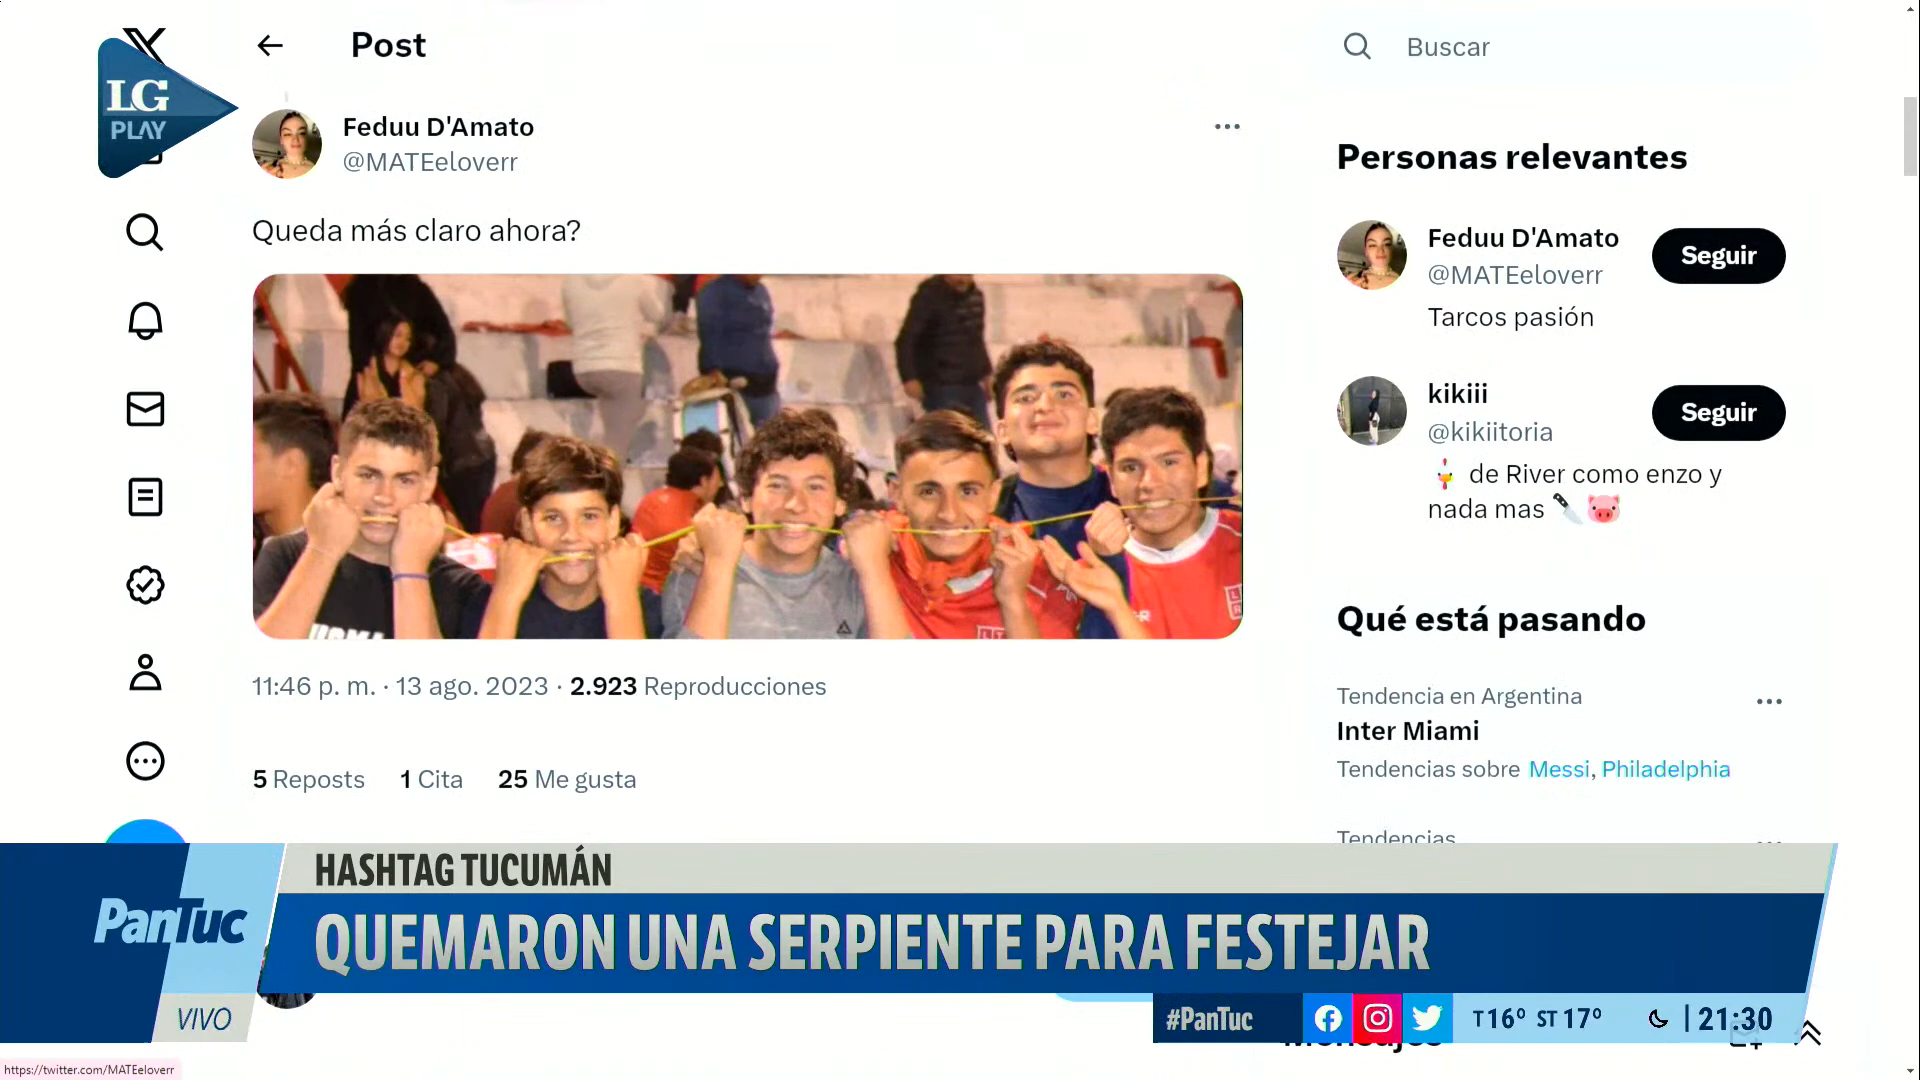 LG
PLAY
Post
Buscar
Feduu D'Amato
@MATEeloverr
Queda más claro ahora?
11:46 p. m. · 13 ago. 2023 · 2.923 Reproducciones
5 Reposts 1 Cita 25 Me gusta
Personas relevantes
Feduu D'Amato
@MATEeloverr
Seguir
Tarcos pasión
kikiii
@kikiitoria
Seguir
🐓 de River como enzo y
nada mas 🔪🐷
Qué está pasando
Tendencia en Argentina
Inter Miami
Tendencias sobre Messi, Philadelphia
Tendencias
HASHTAG TUCUMÁN
QUEMARON UNA SERPIENTE PARA FESTEJAR
PanTuc
VIVO
#PanTuc
T16º ST 17º
21:30
Mensajes
https://twitter.com/MATEeloverr